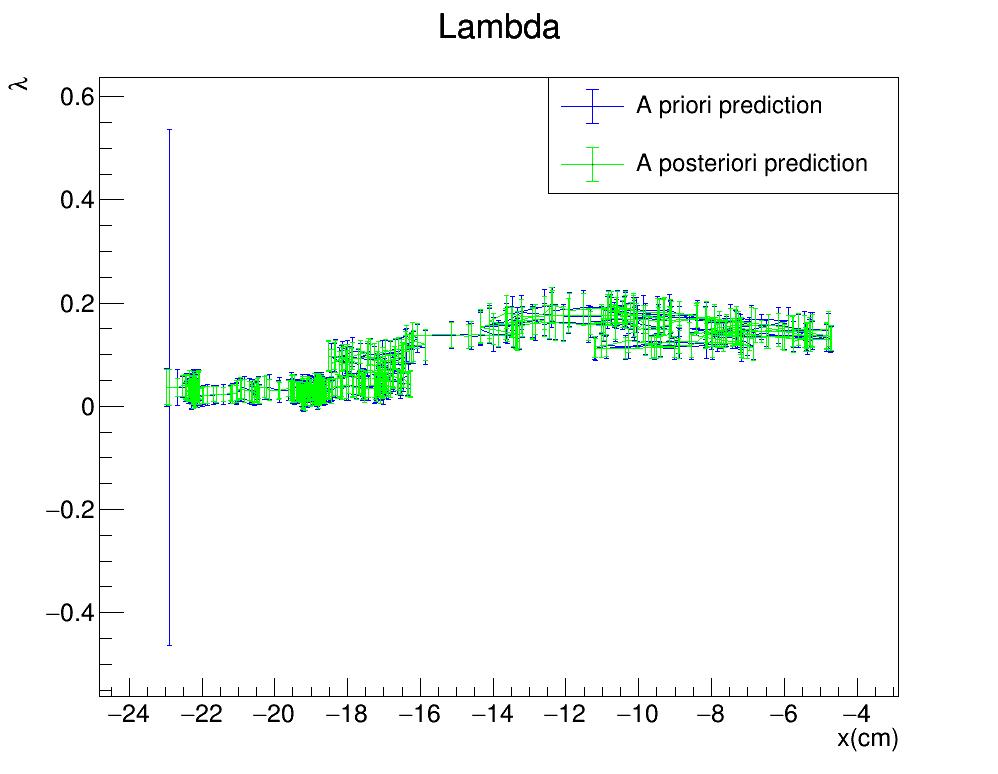 Lambda
λ
A priori prediction
A posteriori prediction
0.6
0.4
0.2
0
−0.2
−0.4
−24 −22 −20 −18 −16 −14 −12 −10 −8 −6 −4
x(cm)